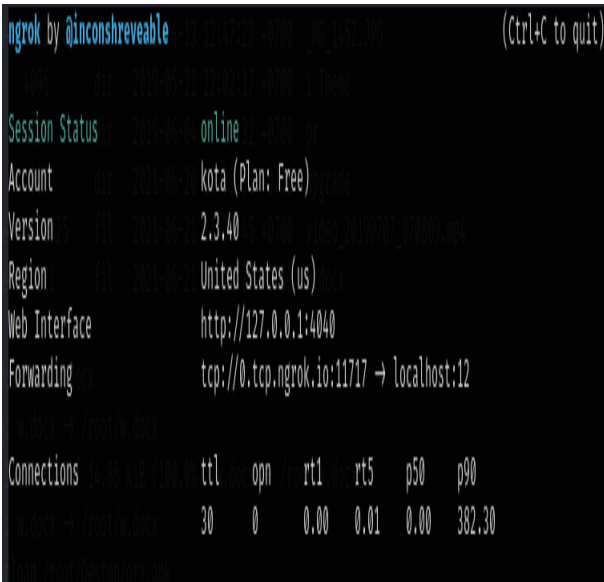 ngrok by @inconshreveable (Ctrl+C to quit)
Session Status online
Account kota (Plan: Free)
Version 2.3.40
Region United States (us)
Web Interface http://127.0.0.1:4040
Forwarding tcp://0.tcp.ngrok.io:11717 → localhost:12
Connections ttl opn rt1 rt5 p50 p90
30 0 0.00 0.01 0.00 382.30